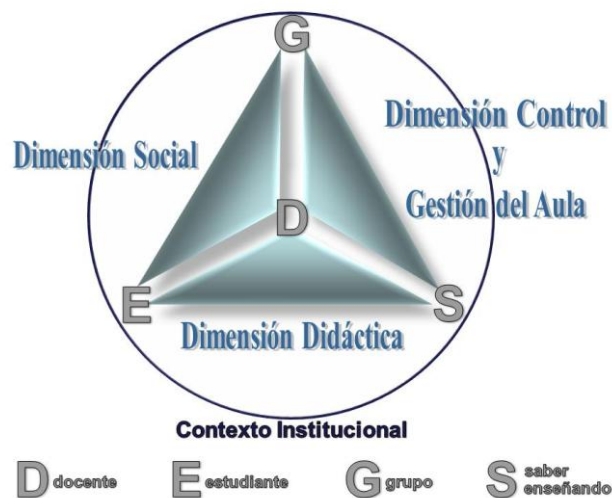 G
Dimensión Social
Dimensión Control
y
Gestión del Aula
D
E
S
Dimensión Didáctica
Contexto Institucional
D docente
E estudiante
G grupo
S saber
enseñando